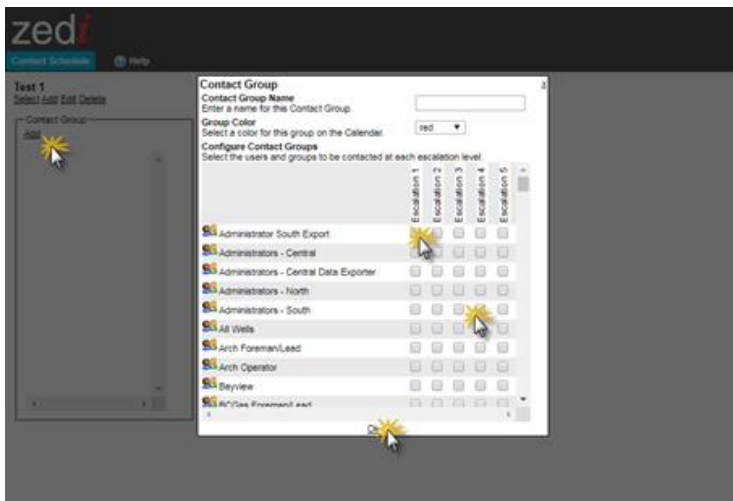 zedi
Contact Schedule
Help
Test 1
Select Add Edit Delete
Contact Group
Add
Contact Group
x
Contact Group Name
Enter a name for this Contact Group.
Group Color
Select a color for this group on the Calendar.
red
Configure Contact Groups
Select the users and groups to be contacted at each escalation level.
Escalation 1
Escalation 2
Escalation 3
Escalation 4
Escalation 5
Administrator South Export
Administrators - Central
Administrators - Central Data Exporter
Administrators - North
Administrators - South
All Wells
Arch Foreman/Lead
Arch Operator
Bayview
BCGas Foreman/Lead